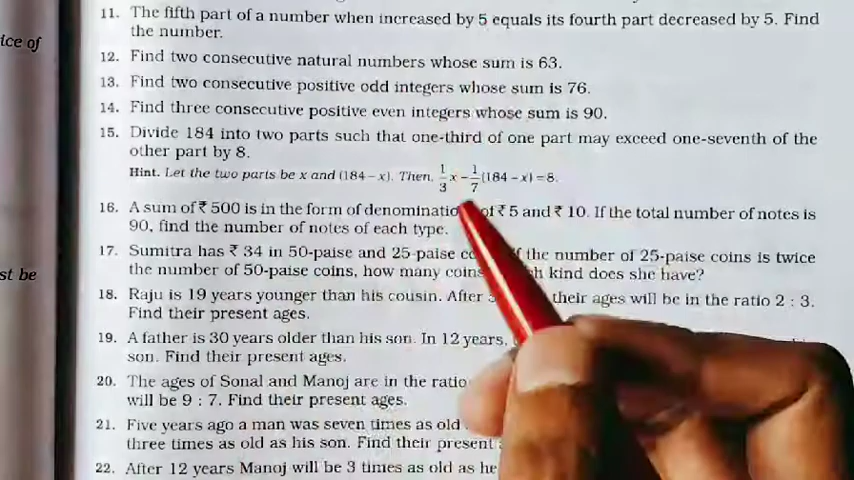 ice of
st be
11. The fifth part of a number when increased by 5 equals its fourth part decreased by 5. Find
the number.
12. Find two consecutive natural numbers whose sum is 63.
13. Find two consecutive positive odd integers whose sum is 76.
14. Find three consecutive positive even integers whose sum is 90.
15. Divide 184 into two parts such that one-third of one part may exceed one-seventh of the
other part by 8.
Hint. Let the two parts be x and (184 – x). Then, 1/3 x – 1/7 (184 – x) = 8.
16. A sum of ₹ 500 is in the form of denominatio of ₹ 5 and ₹ 10. If the total number of notes is
90, find the number of notes of each type.
17. Sumitra has ₹ 34 in 50-paise and 25-paise co the number of 25-paise coins is twice
the number of 50-paise coins, how many coins h kind does she have?
18. Raju is 19 years younger than his cousin. After their ages will be in the ratio 2 : 3.
Find their present ages.
19. A father is 30 years older than his son. In 12 years,
son. Find their present ages.
20. The ages of Sonal and Manoj are in the ratio
will be 9 : 7. Find their present ages.
21. Five years ago a man was seven times as old
three times as old as his son. Find their present
22. After 12 years Manoj will be 3 times as old as he